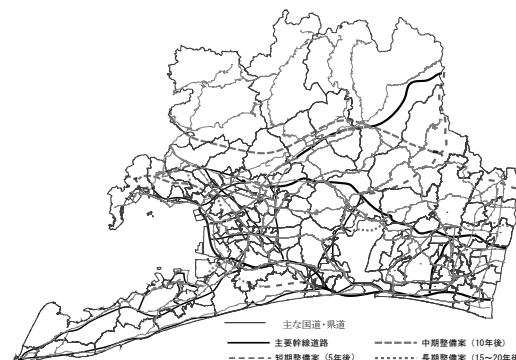 主な国道・県道
主要幹線道路
中期整備案（10年後）
短期整備案（5年後）
長期整備案（15～20年後）